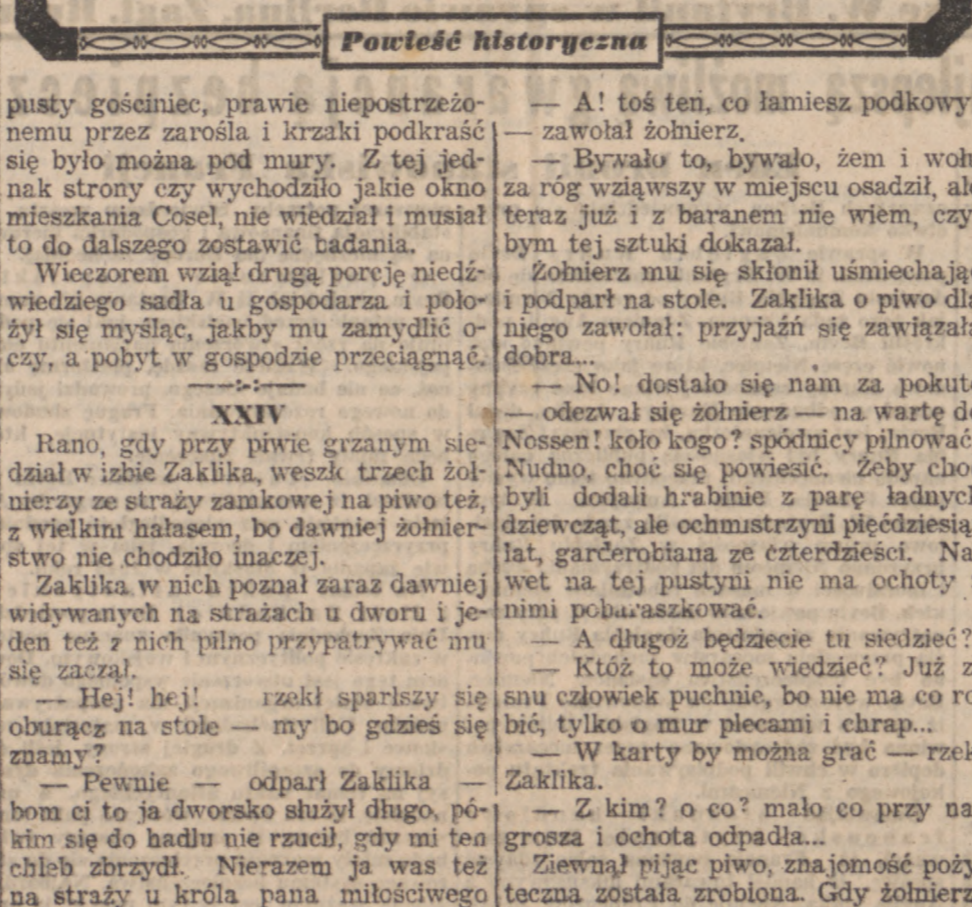 Powieść historyczna
pusty gościniec, prawie niepostrzeżo-
nemu przez zarośla i krzaki podkraść
się było można pod mury. Z tej jed-
nak strony czy wychodziło jakie okno
mieszkania Cosel, nie wiedział i musiał
to do dalszego zostawić badania.
Wieczorem wziął drugą porcję niedź-
wiedziego sadła u gospodarza i poło-
żył się myśląc, jakby mu zamydlić o-
czy, a pobyt w gospodzie przeciągnąć.
XXIV
Rano, gdy przy piwie grzanym sie-
dział w izbie Zaklika, weszło trzech żoł-
nierzy ze straży zamkowej na piwo też,
z wielkim hałasem, bo dawniej żołnier-
stwo nie chodziło inaczej.
Zaklika w nich poznał zaraz dawniej
widywanych na strażach u dworu i je-
den też z nich pilno przypatrywać mu
się zaczął.
— Hej! hej! rzekł sparłszy się
oburącz na stole — my bo gdzieś się
znamy?
— Pewnie — odparł Zaklika —
bom ci to ja dworsko służył długo, pó-
kim się do hadlu nie rzucił, gdy mi ten
chleb zbrzydł. Nierazem ja was też
na straży u króla pana miłościwego
— A! toś ten, co łamiesz podkowy
— zawołał żołnierz.
— Bywało to, bywało, żem i woł
za róg wziąwszy w miejscu osadził, al
teraz już i z baranem nie wiem, czy
bym tej sztuki dokazał.
Żołnierz mu się skłonił uśmiechają
i podparł na stole. Zaklika o piwo dl
niego zawołał: przyjaźń się zawiązał
dobra...
— No! dostało się nam za pokut
— odezwał się żołnierz — na wartę d
Nossen! koło kogo? spódnicy pilnować
Nudno, choć się powiesić. Żeby cho
byli dodali hrabinie z parę ładnyc
dziewcząt, ale ochmistrzyni pięćdziesią
lat, garderobiana ze czterdzieści. Na
wet na tej pustyni nie ma ochoty
nimi pobaraszkować.
— A długoż będziecie tu siedzieć?
— Któż to może wiedzieć? Już z
snu człowiek puchnie, bo nie ma co ro
bić, tylko o mur plecami i chrap...
— W karty by można grać — rzek
Zaklika.
— Z kim? o co? mało co przy na
grosza i ochota odpadła...
Ziewnął pijąc piwo, znajomość poży
teczna została zrobiona. Gdy żołnierz